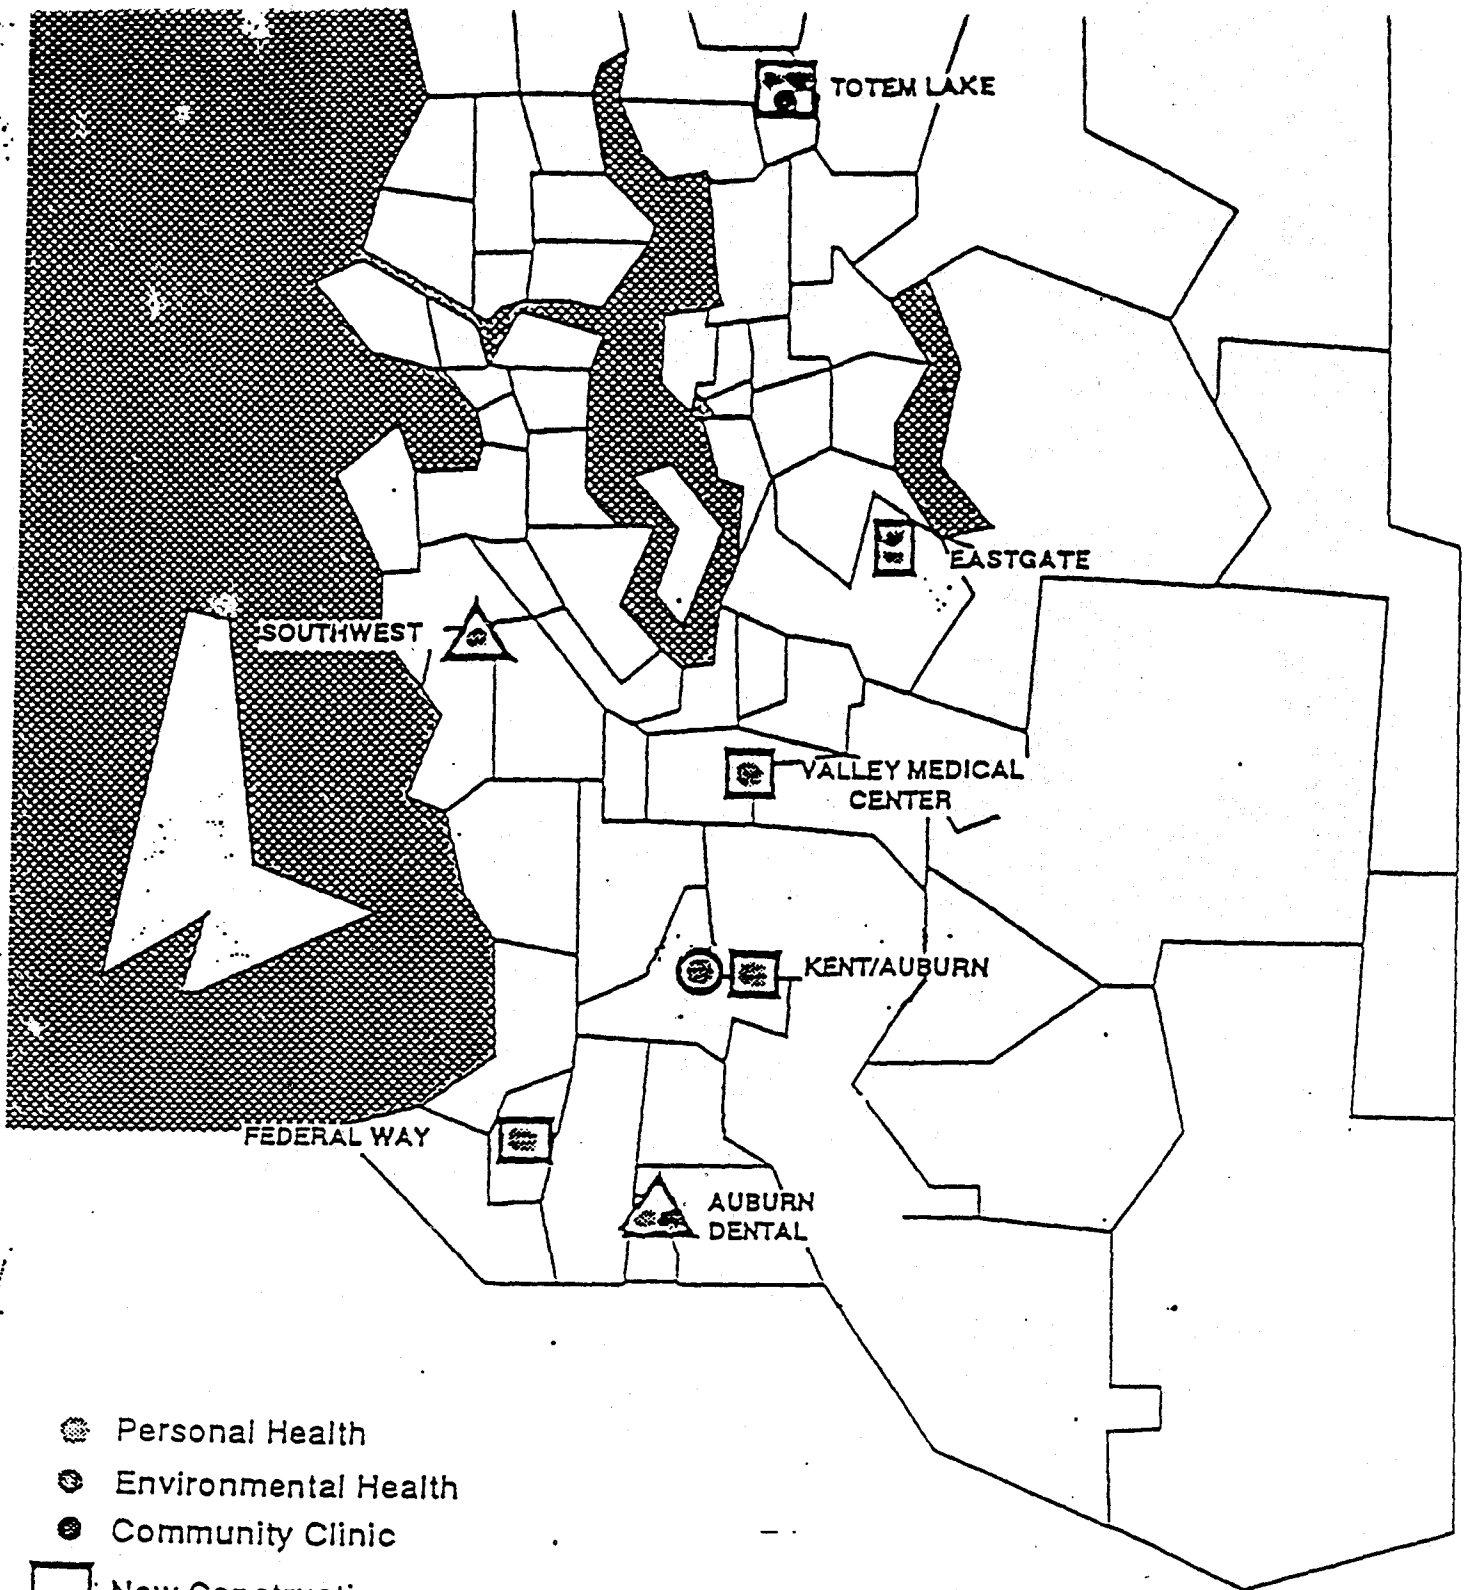 TOTEM LAKE
EASTGATE
SOUTHWEST
VALLEY MEDICAL
CENTER
KENT/AUBURN
FEDERAL WAY
AUBURN
DENTAL
Personal Health
Environmental Health
Community Clinic